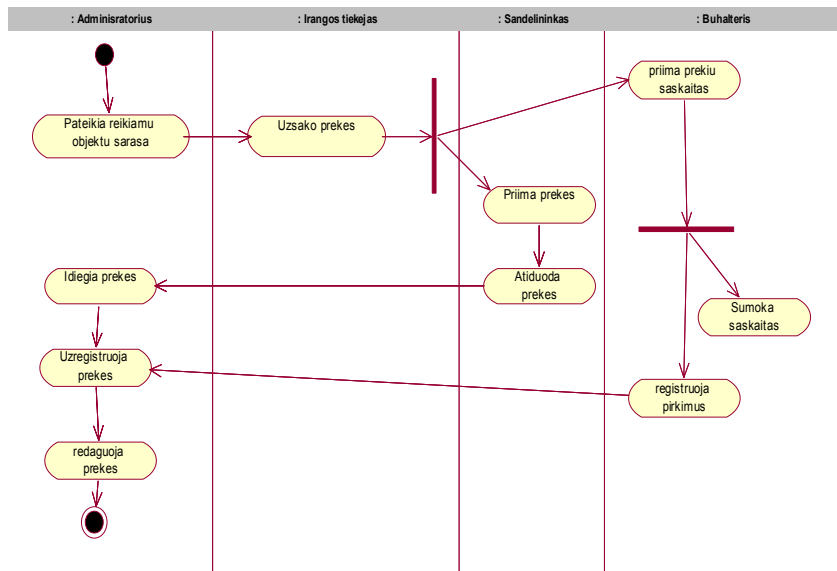 : Adminisratorius
: Irangos tiekejas
: Sandelininkas
: Buhalteris
Pateikia reikiamu
objektu sarasa
Uzsako prekes
priima prekiu
saskaitas
Priima prekes
Idiegia prekes
Atiduoda
prekes
Sumoka
saskaitas
Uzregistruoja
prekes
registruoja
pirkimus
redaguoja
prekes